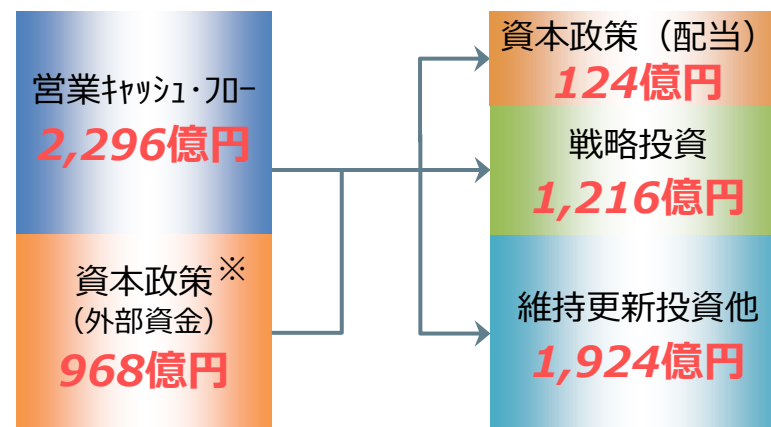 営業ｷｬｯｼｭ･ﾌﾛｰ
2,296億円
資本政策※
（外部資金）
968億円
資本政策（配当）
124億円
戦略投資
1,216億円
維持更新投資他
1,924億円